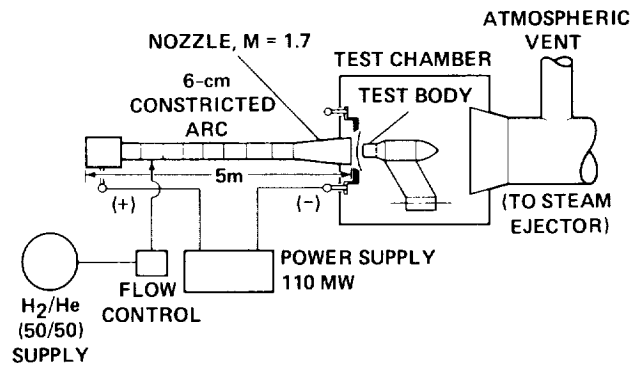 ATMOSPHERIC
VENT
NOZZLE, M = 1.7
TEST CHAMBER
6-cm
CONSTRICTED
ARC
TEST BODY
5m
(+)
(−)
(TO STEAM
EJECTOR)
POWER SUPPLY
110 MW
FLOW
CONTROL
H₂/He
(50/50)
SUPPLY